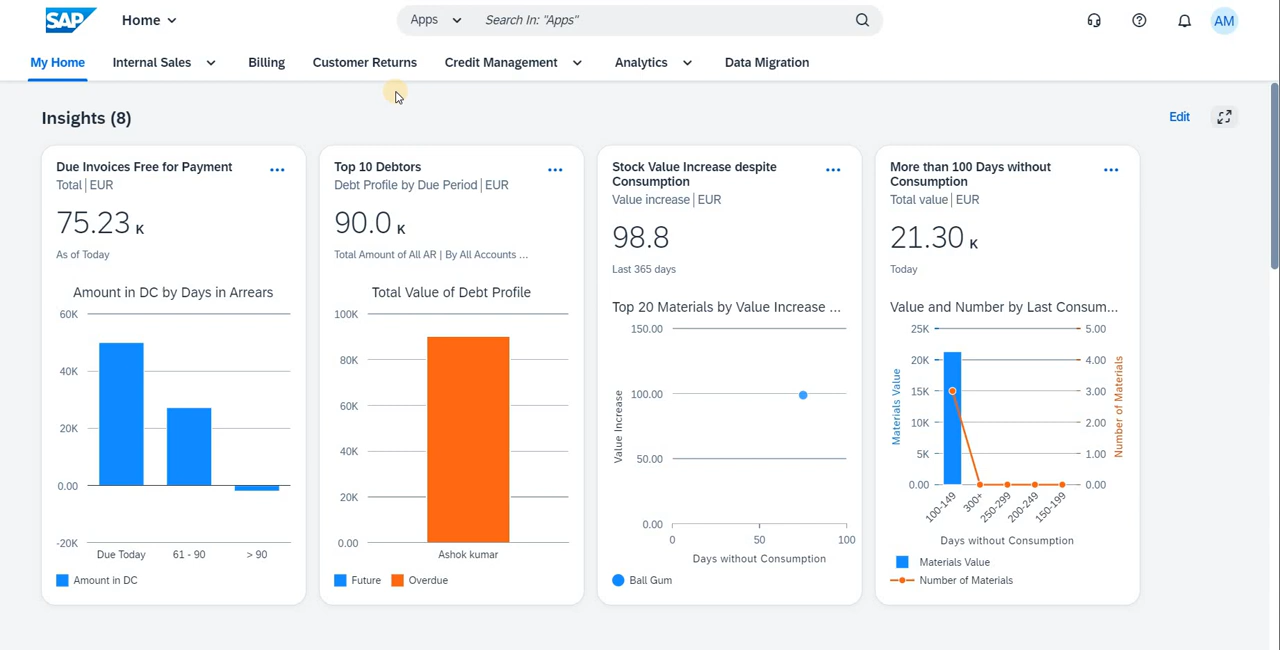 SAP
Home
Apps
Search In: "Apps"
AM
My Home
Internal Sales
Billing
Customer Returns
Credit Management
Analytics
Data Migration
Insights (8)
Edit
Due Invoices Free for Payment
Total | EUR
75.23 K
As of Today
Amount in DC by Days in Arrears
60K
40K
20K
0.00
-20K
Due Today
61 - 90
> 90
Amount in DC
Top 10 Debtors
Debt Profile by Due Period | EUR
90.0 K
Total Amount of All AR | By All Accounts ...
Total Value of Debt Profile
100K
80K
60K
40K
20K
0.00
Ashok kumar
Future
Overdue
Stock Value Increase despite
Consumption
Value increase | EUR
98.8
Last 365 days
Top 20 Materials by Value Increase ...
Value Increase
150.00
100.00
50.00
0.00
0
50
100
Days without Consumption
Ball Gum
More than 100 Days without
Consumption
Total value | EUR
21.30 K
Today
Value and Number by Last Consum...
Materials Value
25K
20K
15K
10K
5K
0.00
5.00
4.00
3.00
2.00
1.00
0.00
Number of Materials
100-149
300+
250-299
200-249
150-199
Days without Consumption
Materials Value
Number of Materials